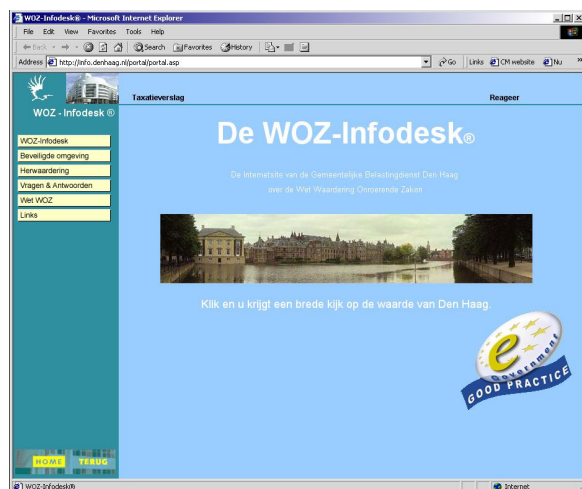 WOZ-Infodesk® - Microsoft Internet Explorer
File Edit View Favorites Tools Help
Back Search Favorites History
Address http://info.denhaag.nl/portal/portal.asp Go Links CM website Nu »
WOZ - Infodesk ®
Taxatieverslag Reageer
WOZ-Infodesk
Beveiligde omgeving
Herwaardering
Vragen & Antwoorden
Wet WOZ
Links
De WOZ-Infodesk®
De Internetsite van de Gemeentelijke Belastingdienst Den Haag
over de Wet Waardering Onroerende Zaken
Klik en u krijgt een brede kijk op de waarde van Den Haag.
e Government
GOOD PRACTICE
HOME TERUG
WOZ-Infodesk® Internet